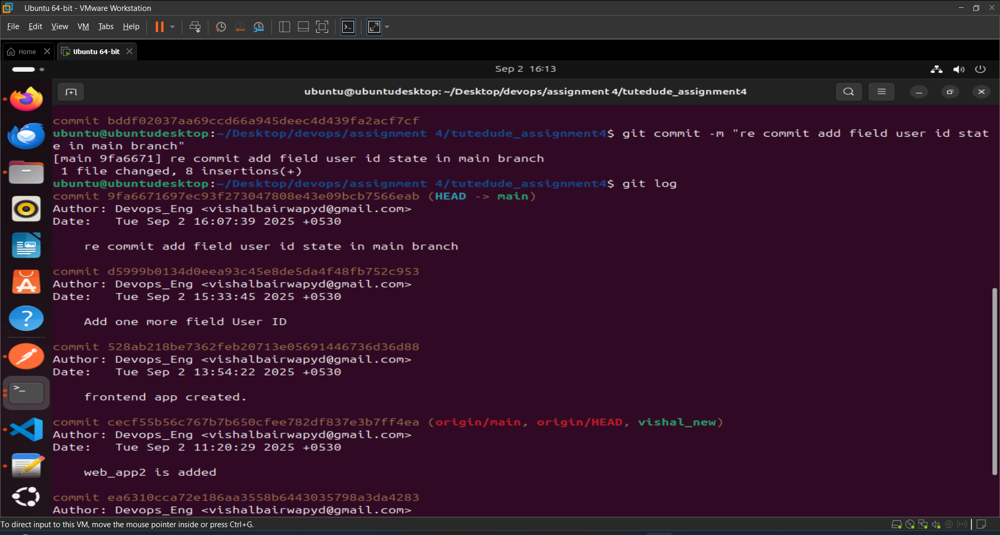 Ubuntu 64-bit - VMware Workstation
File Edit View VM Tabs Help
Home
Ubuntu 64-bit
Sep 2 16:13
ubuntu@ubuntudesktop: ~/Desktop/devops/assignment 4/tutedude_assignment4
commit bddf02037aa69ccd66a945deec4d439fa2acf7cf
ubuntu@ubuntudesktop:~/Desktop/devops/assignment 4/tutedude_assignment4$ git commit -m "re commit add field user id stat
e in main branch"
[main 9fa6671] re commit add field user id state in main branch
 1 file changed, 8 insertions(+)
ubuntu@ubuntudesktop:~/Desktop/devops/assignment 4/tutedude_assignment4$ git log
commit 9fa6671697ec93f273047808e43e09bcb7566eab (HEAD -> main)
Author: Devops_Eng <vishalbairwapyd@gmail.com>
Date:   Tue Sep 2 16:07:39 2025 +0530
    re commit add field user id state in main branch
commit d5999b0134d0eea93c45e8de5da4f48fb752c953
Author: Devops_Eng <vishalbairwapyd@gmail.com>
Date:   Tue Sep 2 15:33:45 2025 +0530
    Add one more field User ID
commit 528ab218be7362feb20713e05691446736d36d88
Author: Devops_Eng <vishalbairwapyd@gmail.com>
Date:   Tue Sep 2 13:54:22 2025 +0530
    frontend app created.
commit cecf55b56c767b7b650cfee782df837e3b7ff4ea (origin/main, origin/HEAD, vishal_new)
Author: Devops_Eng <vishalbairwapyd@gmail.com>
Date:   Tue Sep 2 11:20:29 2025 +0530
    web_app2 is added
commit ea6310cca72e186aa3558b6443035798a3da4283
Author: Devops_Eng <vishalbairwapyd@gmail.com>
To direct input to this VM, move the mouse pointer inside or press Ctrl+G.